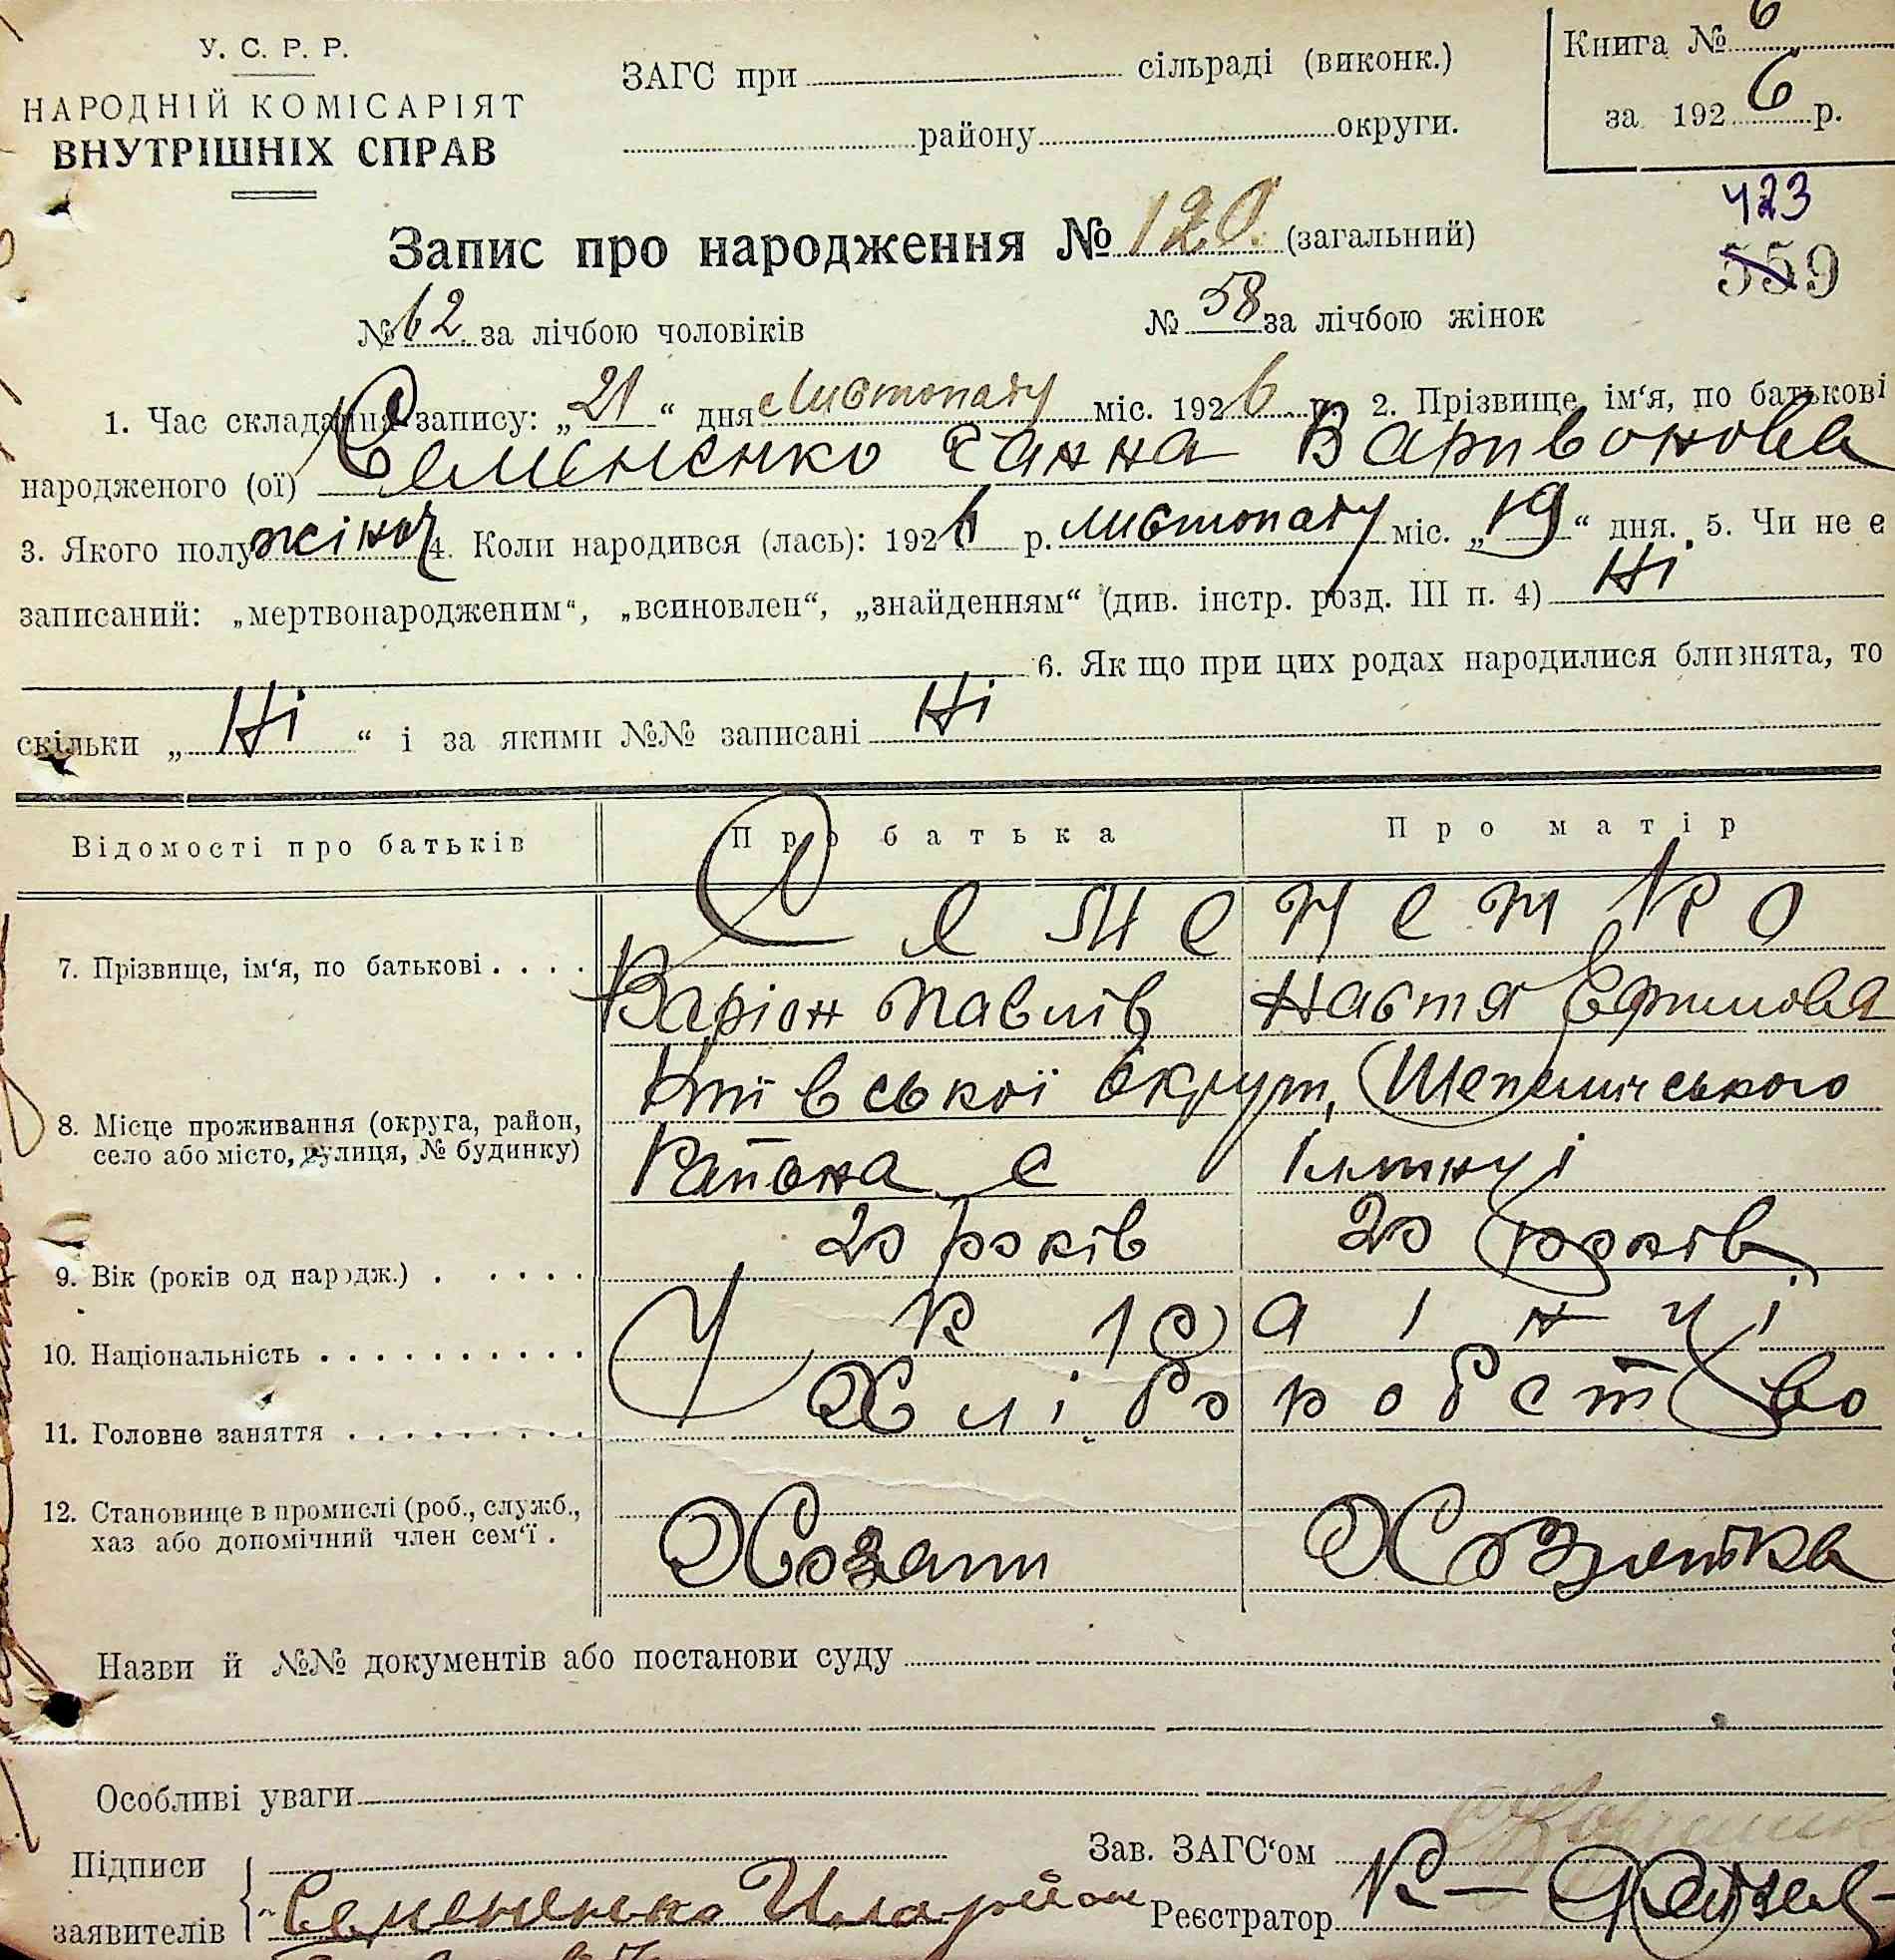 У. С. Р. Р.
НАРОДНІЙ КОМІСАРІЯТ
ВНУТРІШНІХ СПРАВ
ЗАГС при сільраді (виконк.)
району округи.
Книга № 6
за 1926 р.
423
559
Запис про народження № 120. (загальний)
№ 62 за лічбою чоловіків № 58 за лічбою жінок
1. Час складання запису: „21“ дня Листопаду міс. 1926 р. 2. Прізвище, ім‘я, по батькові
народженого (ої) Семененко ГаннаВаривонова
3. Якого полу жіноч 4. Коли народився (лась): 1926 р. листопаду міс. „19“ дня. 5. Чи не є
записаний: „мертвонародженим“, „всиновлен“, „знайденням“ (див. інстр. розд. III п. 4) Ні
6. Як що при цих родах народилися близнята, то
скільки „Ні“ і за якими №№ записані Ні
Відомості про батьків Про батька Про матір
7. Прізвище, ім‘я, по батькові . . . . Семененко
Варіон Павлів Настя Єфимова
8. Місце проживання (округа, район, село або місто, вулиця, № будинку) Київської округи,
Района с
9. Вік (років од народж.) . . . . . 20 років 20 років
10. Національність . . . . . . . . . . Українці
11. Головне заняття . . . . . . . . . Хліборобство
12. Становище в промислі (роб., служб.,
хаз або допомічний член сем‘ї . Хозяин Хозяйка
Назви й №№ документів або постанови суду
Особливі уваги
Підписи Зав. ЗАГС‘ом
заявителів Семененко Иларион Реєстратор